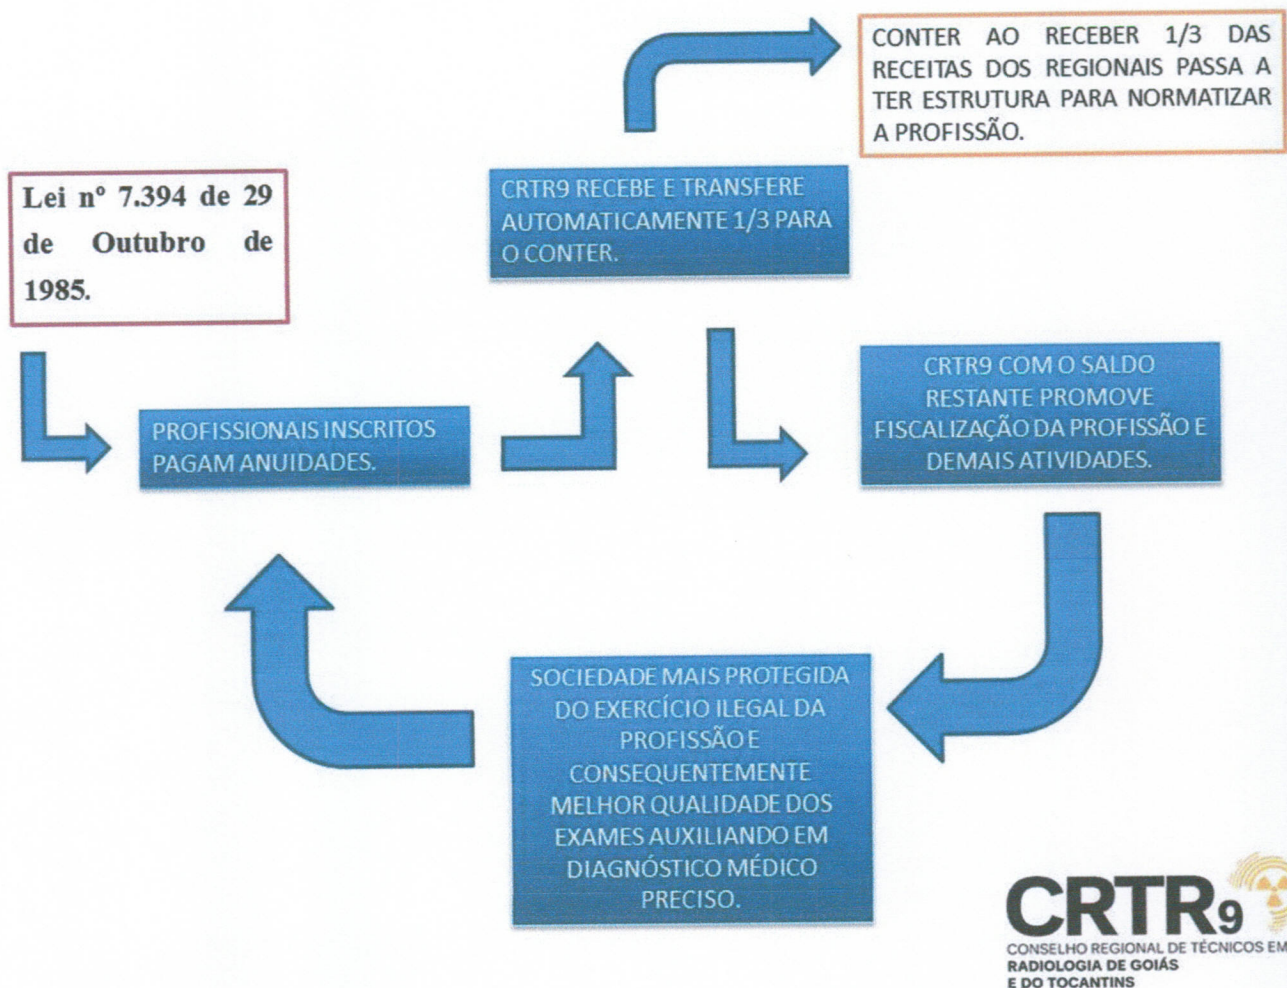 CONTER AO RECEBER 1/3 DAS
RECEITAS DOS REGIONAIS PASSA A
TER ESTRUTURA PARA NORMATIZAR
A PROFISSÃO.
Lei nº 7.394 de 29
de Outubro de
1985.
CRTR9 RECEBE E TRANSFERE
AUTOMATICAMENTE 1/3 PARA
O CONTER.
PROFISSIONAIS INSCRITOS
PAGAM ANUIDADES.
CRTR9 COM O SALDO
RESTANTE PROMOVE
FISCALIZAÇÃO DA PROFISSÃO E
DEMAIS ATIVIDADES.
SOCIEDADE MAIS PROTEGIDA
DO EXERCÍCIO ILEGAL DA
PROFISSÃO E
CONSEQUENTEMENTE
MELHOR QUALIDADE DOS
EXAMES AUXILIANDO EM
DIAGNÓSTICO MÉDICO
PRECISO.
CRTR9
CONSELHO REGIONAL DE TÉCNICOS EM
RADIOLOGIA DE GOIÁS
E DO TOCANTINS